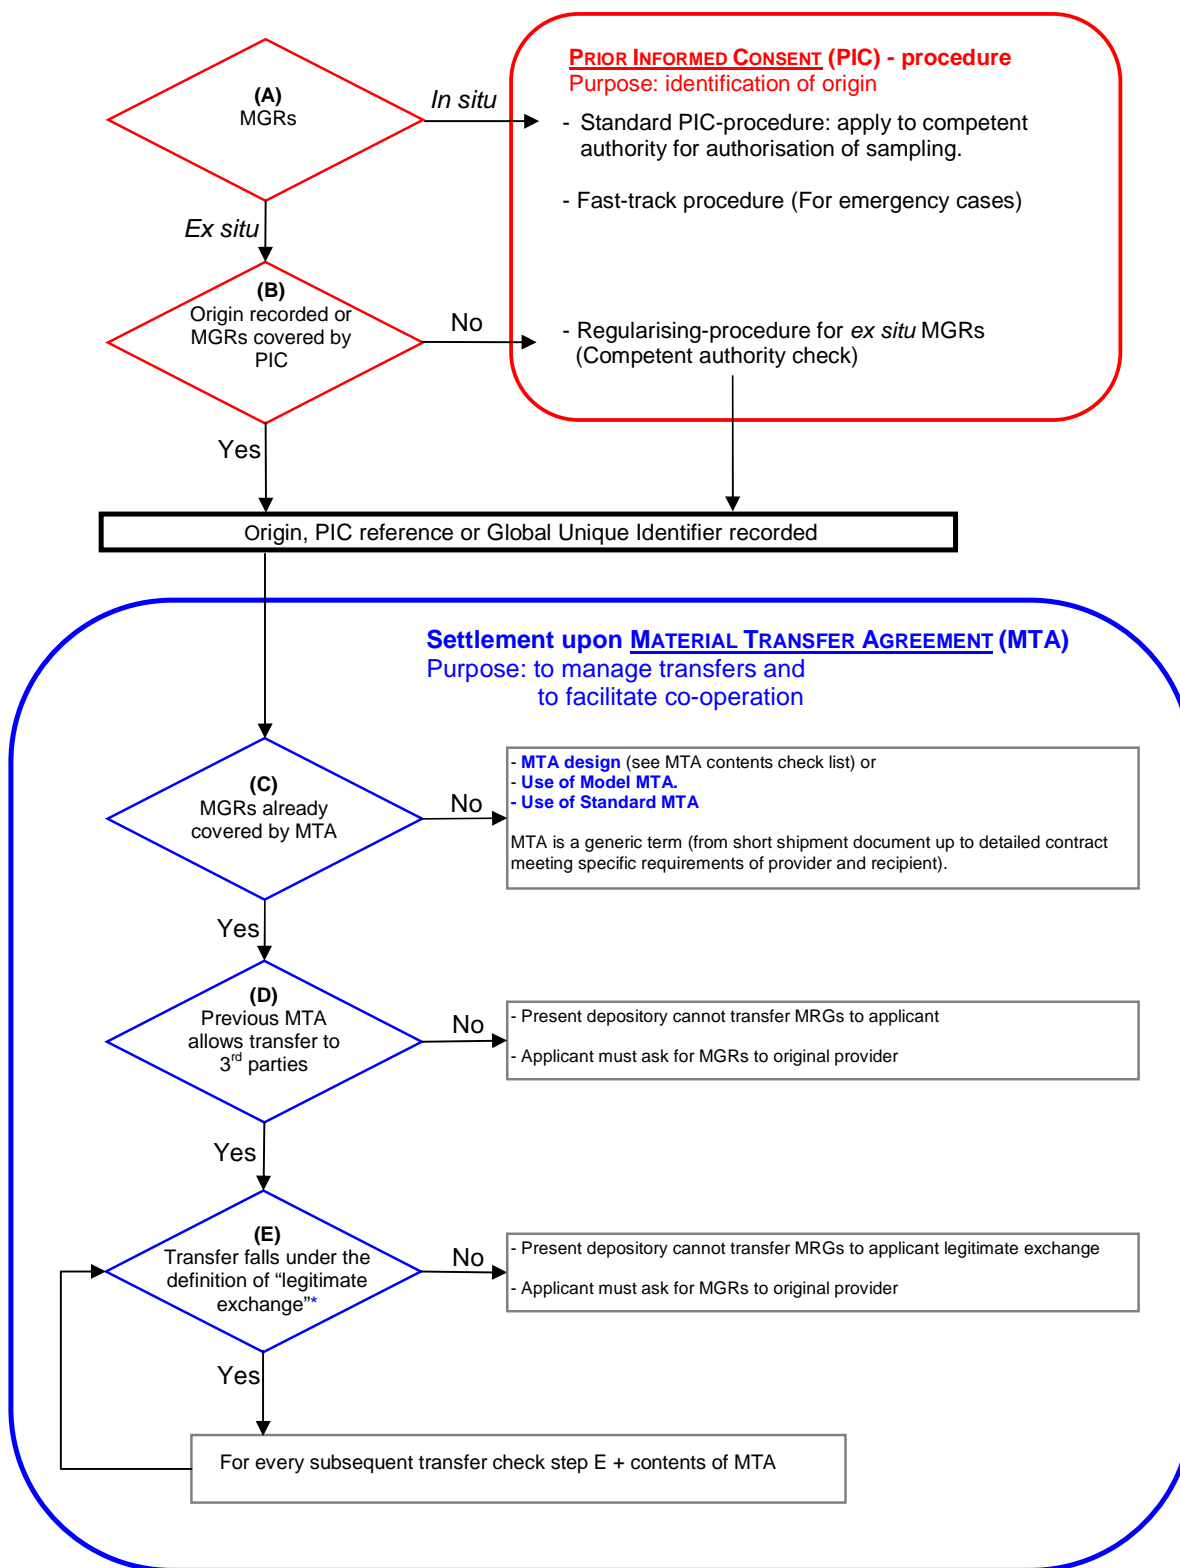 PRIOR INFORMED CONSENT (PIC) - procedure
Purpose: identification of origin
(A)
MGRs
In situ
- Standard PIC-procedure: apply to competent
authority for authorisation of sampling.
- Fast-track procedure (For emergency cases)
Ex situ
(B)
Origin recorded or
MGRs covered by
PIC
No
- Regularising-procedure for ex situ MGRs
(Competent authority check)
Yes
Origin, PIC reference or Global Unique Identifier recorded
Settlement upon MATERIAL TRANSFER AGREEMENT (MTA)
Purpose: to manage transfers and
to facilitate co-operation
(C)
MGRs already
covered by MTA
No
- MTA design (see MTA contents check list) or
- Use of Model MTA.
- Use of Standard MTA
MTA is a generic term (from short shipment document up to detailed contract
meeting specific requirements of provider and recipient).
Yes
(D)
Previous MTA
allows transfer to
3rd parties
No
- Present depository cannot transfer MRGs to applicant
- Applicant must ask for MGRs to original provider
Yes
(E)
Transfer falls under the
definition of “legitimate
exchange”*
No
- Present depository cannot transfer MRGs to applicant legitimate exchange
- Applicant must ask for MGRs to original provider
Yes
For every subsequent transfer check step E + contents of MTA